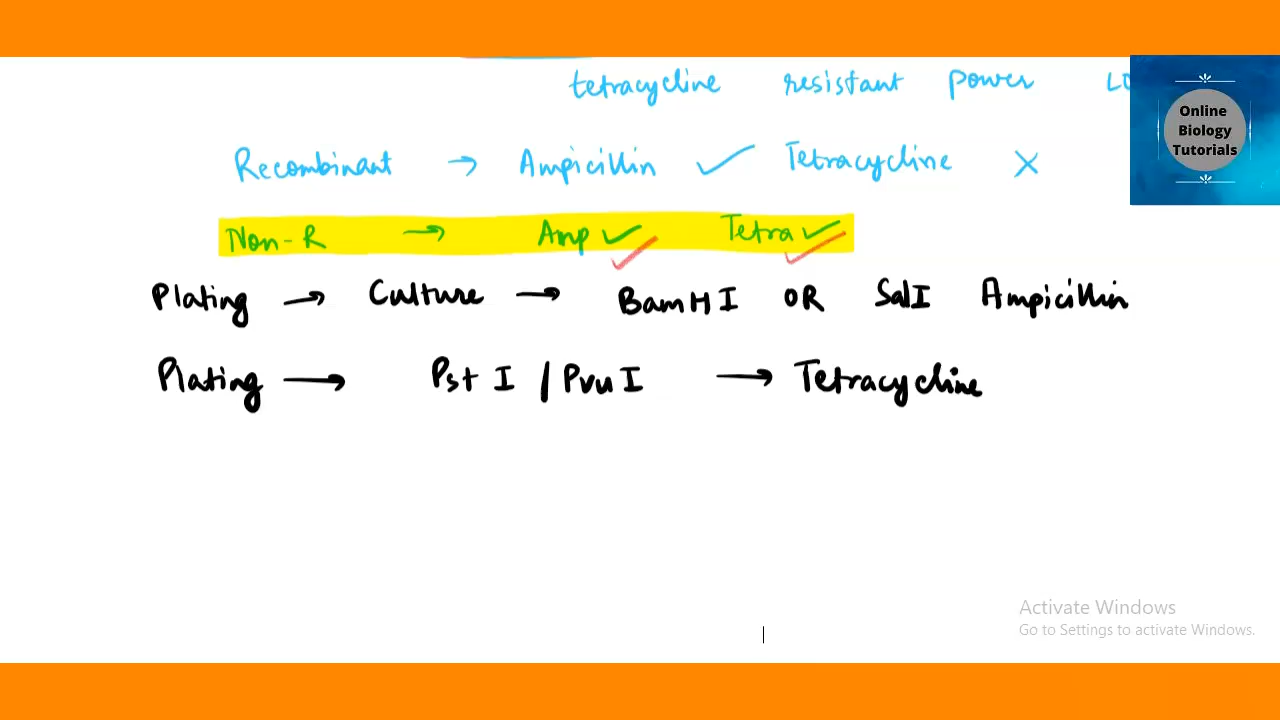 tetracycline resistant power
Online
Biology
Tutorials
Recombinant → Ampicillin ✓ Tetracycline ×
Non-R → Amp ✓ Tetra ✓
Plating → Culture → BamH I OR SalI Ampicillin
Plating → Pst I / Pvu I → Tetracycline
Activate Windows
Go to Settings to activate Windows.